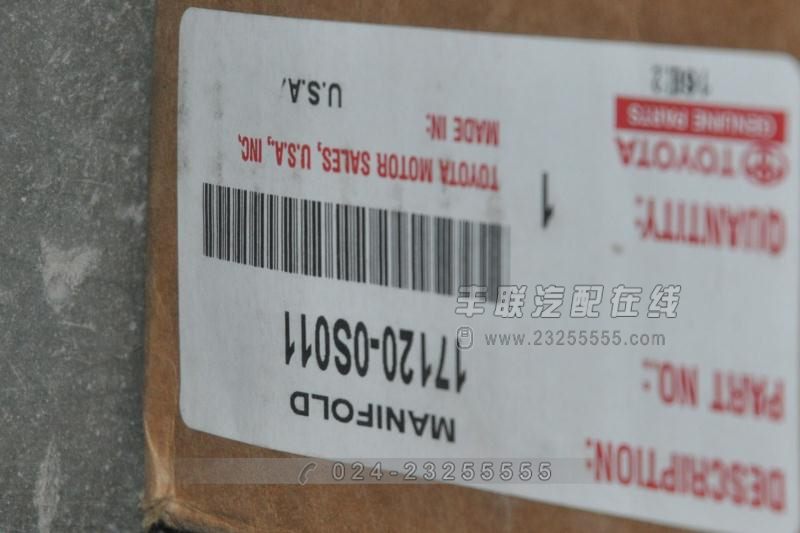 DESCRIPTION:
MANIFOLD
PART NO.:
17120-0S011
QUANTITY:
1
TOYOTA MOTOR SALES, U.S.A., INC.
MADE IN:
U.S.A.
TOYOTA
GENUINE PARTS
丰联汽配在线
www.23255555.com
024-23255555